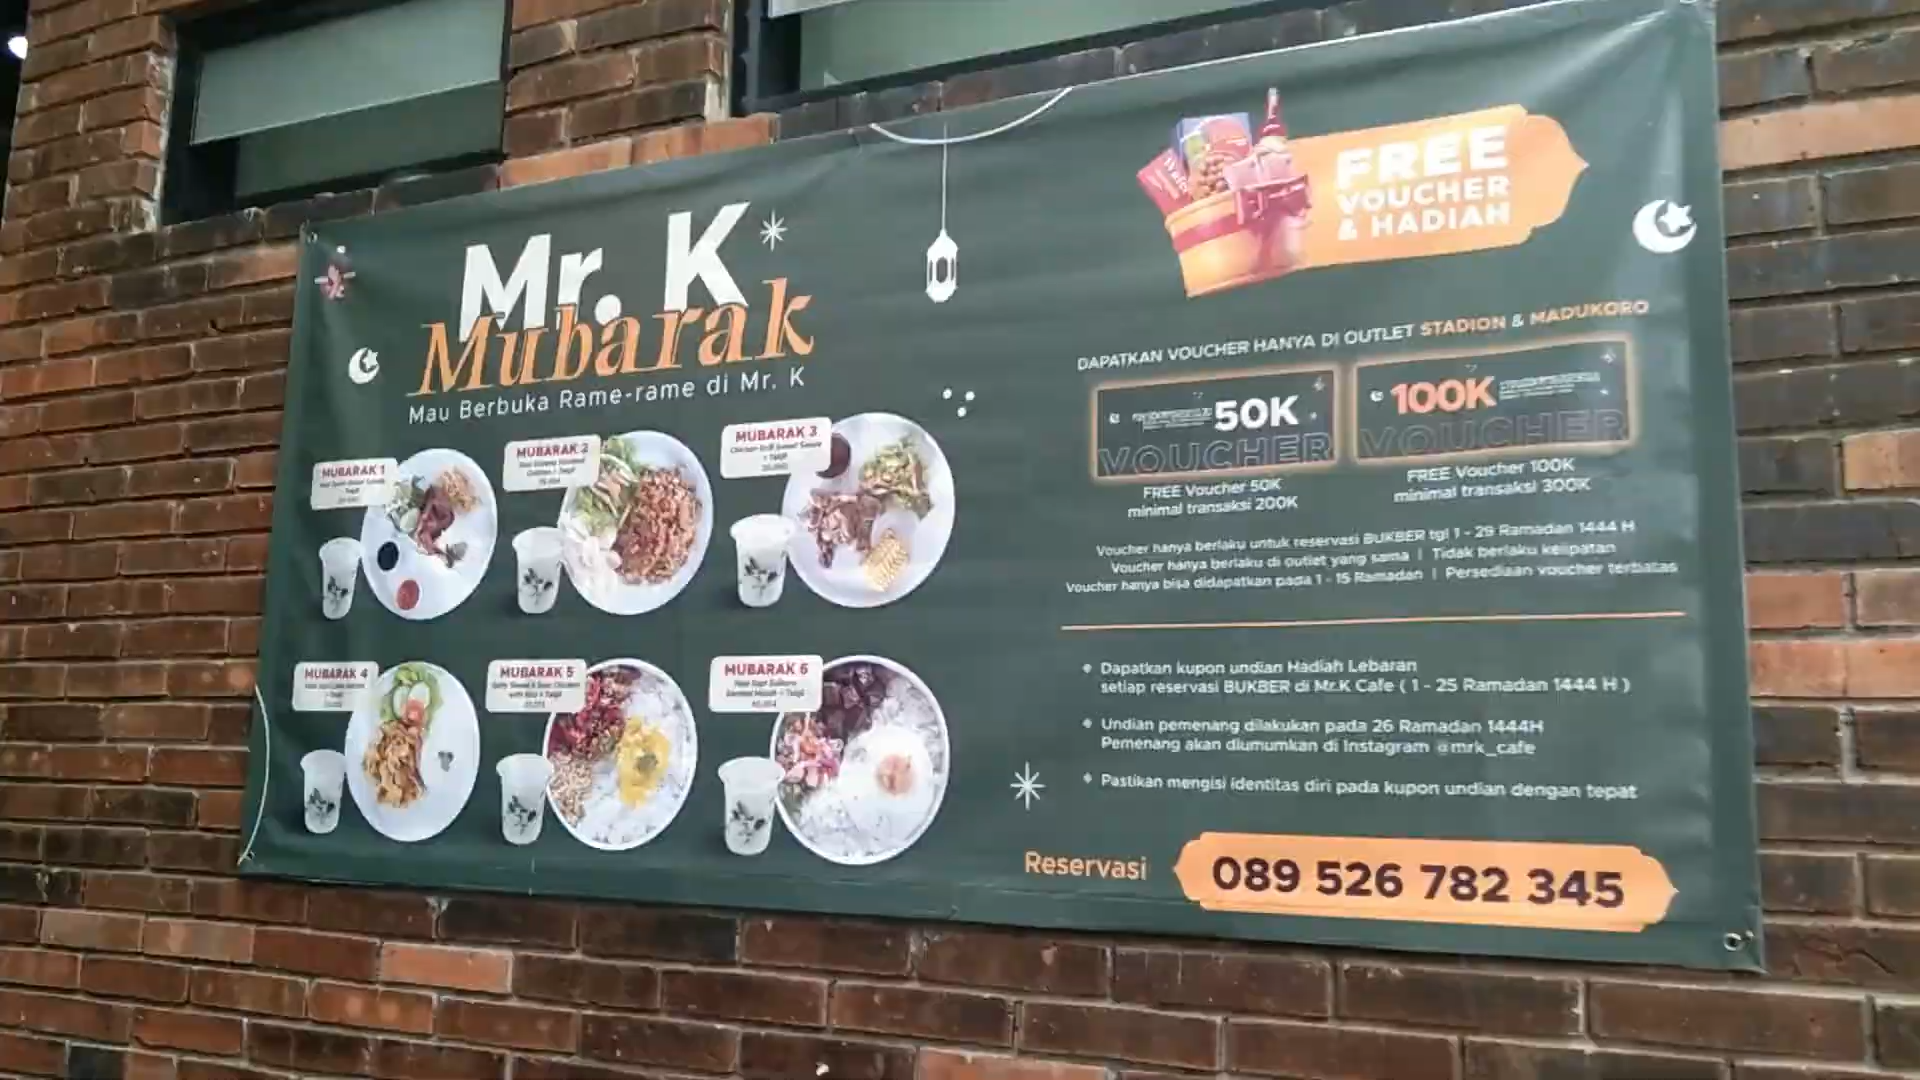 Mr. K
Mubarak
Mau Berbuka Rame-rame di Mr. K
MUBARAK 1
MUBARAK 2
MUBARAK 3
MUBARAK 4
MUBARAK 5
MUBARAK 6
FREE
VOUCHER
& HADIAH
DAPATKAN VOUCHER HANYA DI OUTLET STADION & MADUKORO
50K
VOUCHER
FREE Voucher 50K
minimal transaksi 200K
100K
VOUCHER
FREE Voucher 100K
minimal transaksi 300K
Voucher hanya berlaku untuk reservasi BUKBER tgl 1 - 29 Ramadan 1444 H
Voucher hanya berlaku di outlet yang sama | Tidak berlaku kelipatan
Voucher hanya bisa didapatkan pada 1 - 15 Ramadan | Persediaan voucher terbatas
Dapatkan kupon undian Hadiah Lebaran
setiap reservasi BUKBER di Mr.K Cafe ( 1 - 25 Ramadan 1444 H )
Undian pemenang dilakukan pada 26 Ramadan 1444H
Pemenang akan diumumkan di Instagram @mrk_cafe
Pastikan mengisi identitas diri pada kupon undian dengan tepat
Reservasi
089 526 782 345